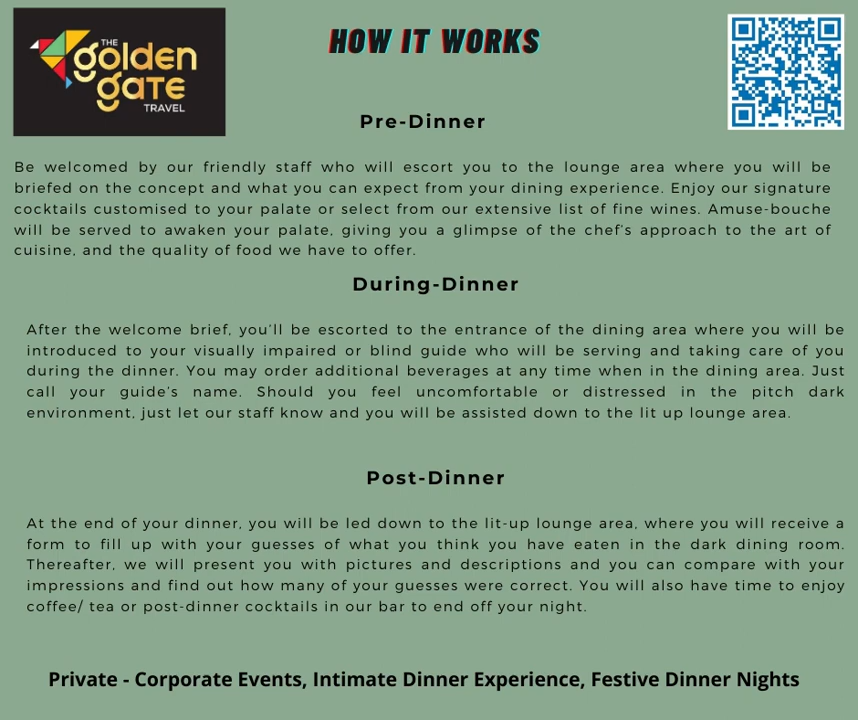 THE
golden
gate
TRAVEL
HOW IT WORKS
Pre-Dinner
Be welcomed by our friendly staff who will escort you to the lounge area where you will be
briefed on the concept and what you can expect from your dining experience. Enjoy our signature
cocktails customised to your palate or select from our extensive list of fine wines. Amuse-bouche
will be served to awaken your palate, giving you a glimpse of the chef's approach to the art of
cuisine, and the quality of food we have to offer.
During-Dinner
After the welcome brief, you'll be escorted to the entrance of the dining area where you will be
introduced to your visually impaired or blind guide who will be serving and taking care of you
during the dinner. You may order additional beverages at any time when in the dining area. Just
call your guide's name. Should you feel uncomfortable or distressed in the pitch dark
environment, just let our staff know and you will be assisted down to the lit up lounge area.
Post-Dinner
At the end of your dinner, you will be led down to the lit-up lounge area, where you will receive a
form to fill up with your guesses of what you think you have eaten in the dark dining room.
Thereafter, we will present you with pictures and descriptions and you can compare with your
impressions and find out how many of your guesses were correct. You will also have time to enjoy
coffee/ tea or post-dinner cocktails in our bar to end off your night.
Private - Corporate Events, Intimate Dinner Experience, Festive Dinner Nights